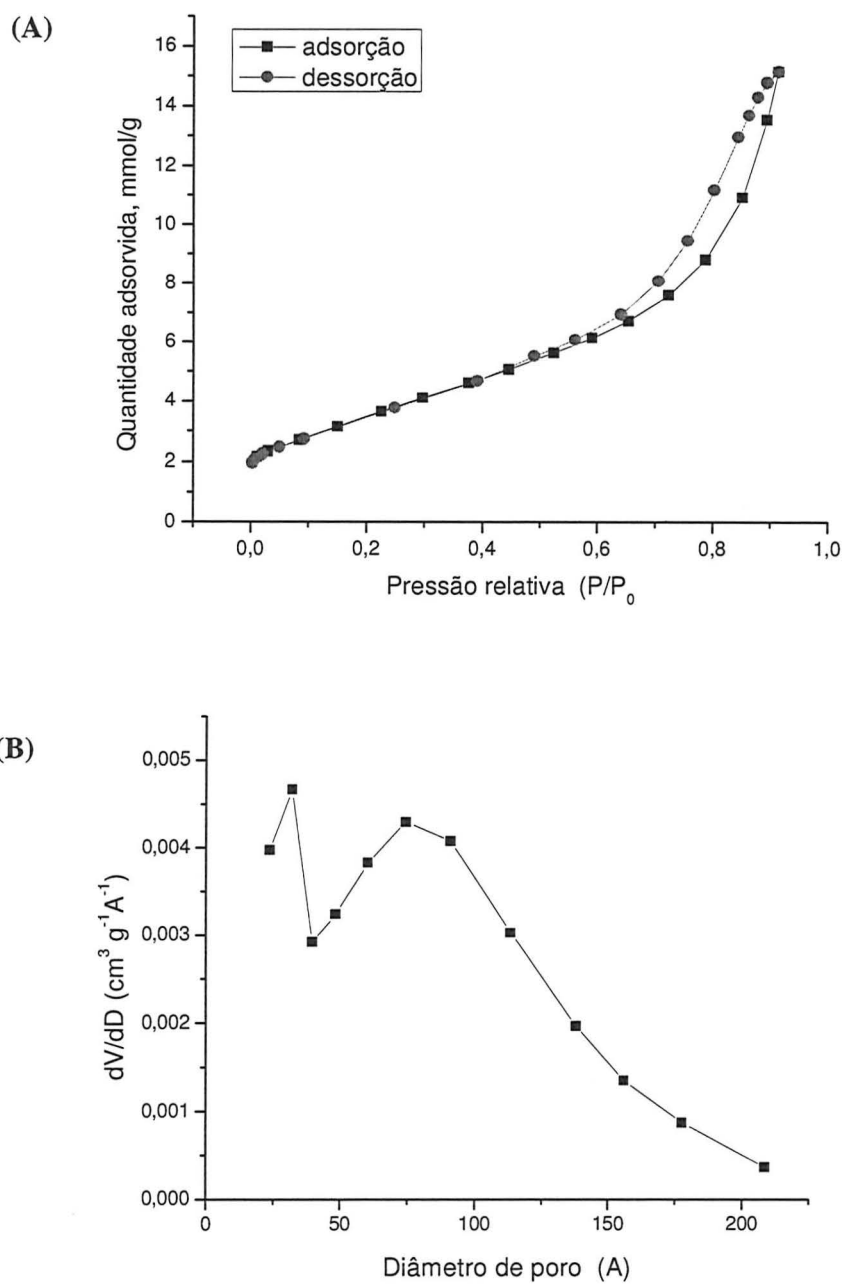 (A)
adsorção
dessorção
Quantidade adsorvida, mmol/g
16
14
12
10
8
6
4
2
0
0,0 0,2 0,4 0,6 0,8 1,0
Pressão relativa (P/P₀
(B)
dV/dD (cm³ g⁻¹A⁻¹)
0,005
0,004
0,003
0,002
0,001
0,000
0 50 100 150 200
Diâmetro de poro (A)